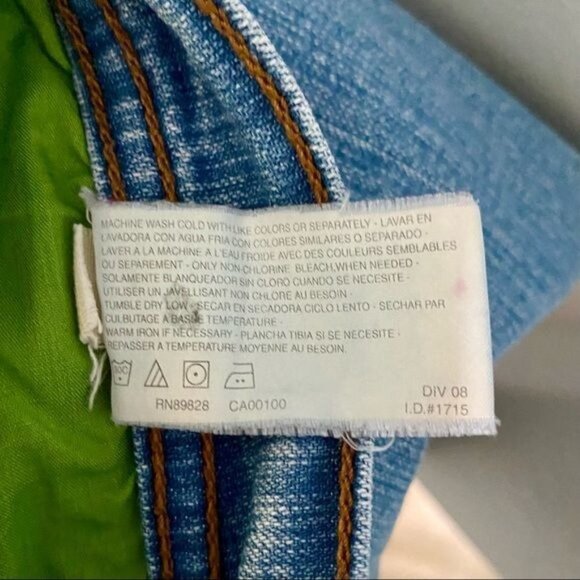 MACHINE WASH COLD WITH LIKE COLORS OR SEPARATELY - LAVAR EN
LAVADORA CON AGUA FRIA CON COLORES SIMILARES O SEPARADO -
LAVER A LA MACHINE A L'EAU FROIDE AVEC DES COULEURS SEMBLABLES
OU SEPAREMENT - ONLY NON-CHLORINE BLEACH,WHEN NEEDED -
SOLAMENTE BLANQUEADOR SIN CLORO CUANDO SE NECESITE -
UTILISER UN JAVELLISANT NON CHLORE AU BESOIN -
TUMBLE DRY LOW - SECAR EN SECADORA CICLO LENTO - SECHAR PAR
CULBUTAGE A BASSE TEMPERATURE -
WARM IRON IF NECESSARY - PLANCHA TIBIA SI SE NECESITE -
REPASSER A TEMPERATURE MOYENNE AU BESOIN.
30C
RN89828 CA00100
DIV 08
I.D.#1715